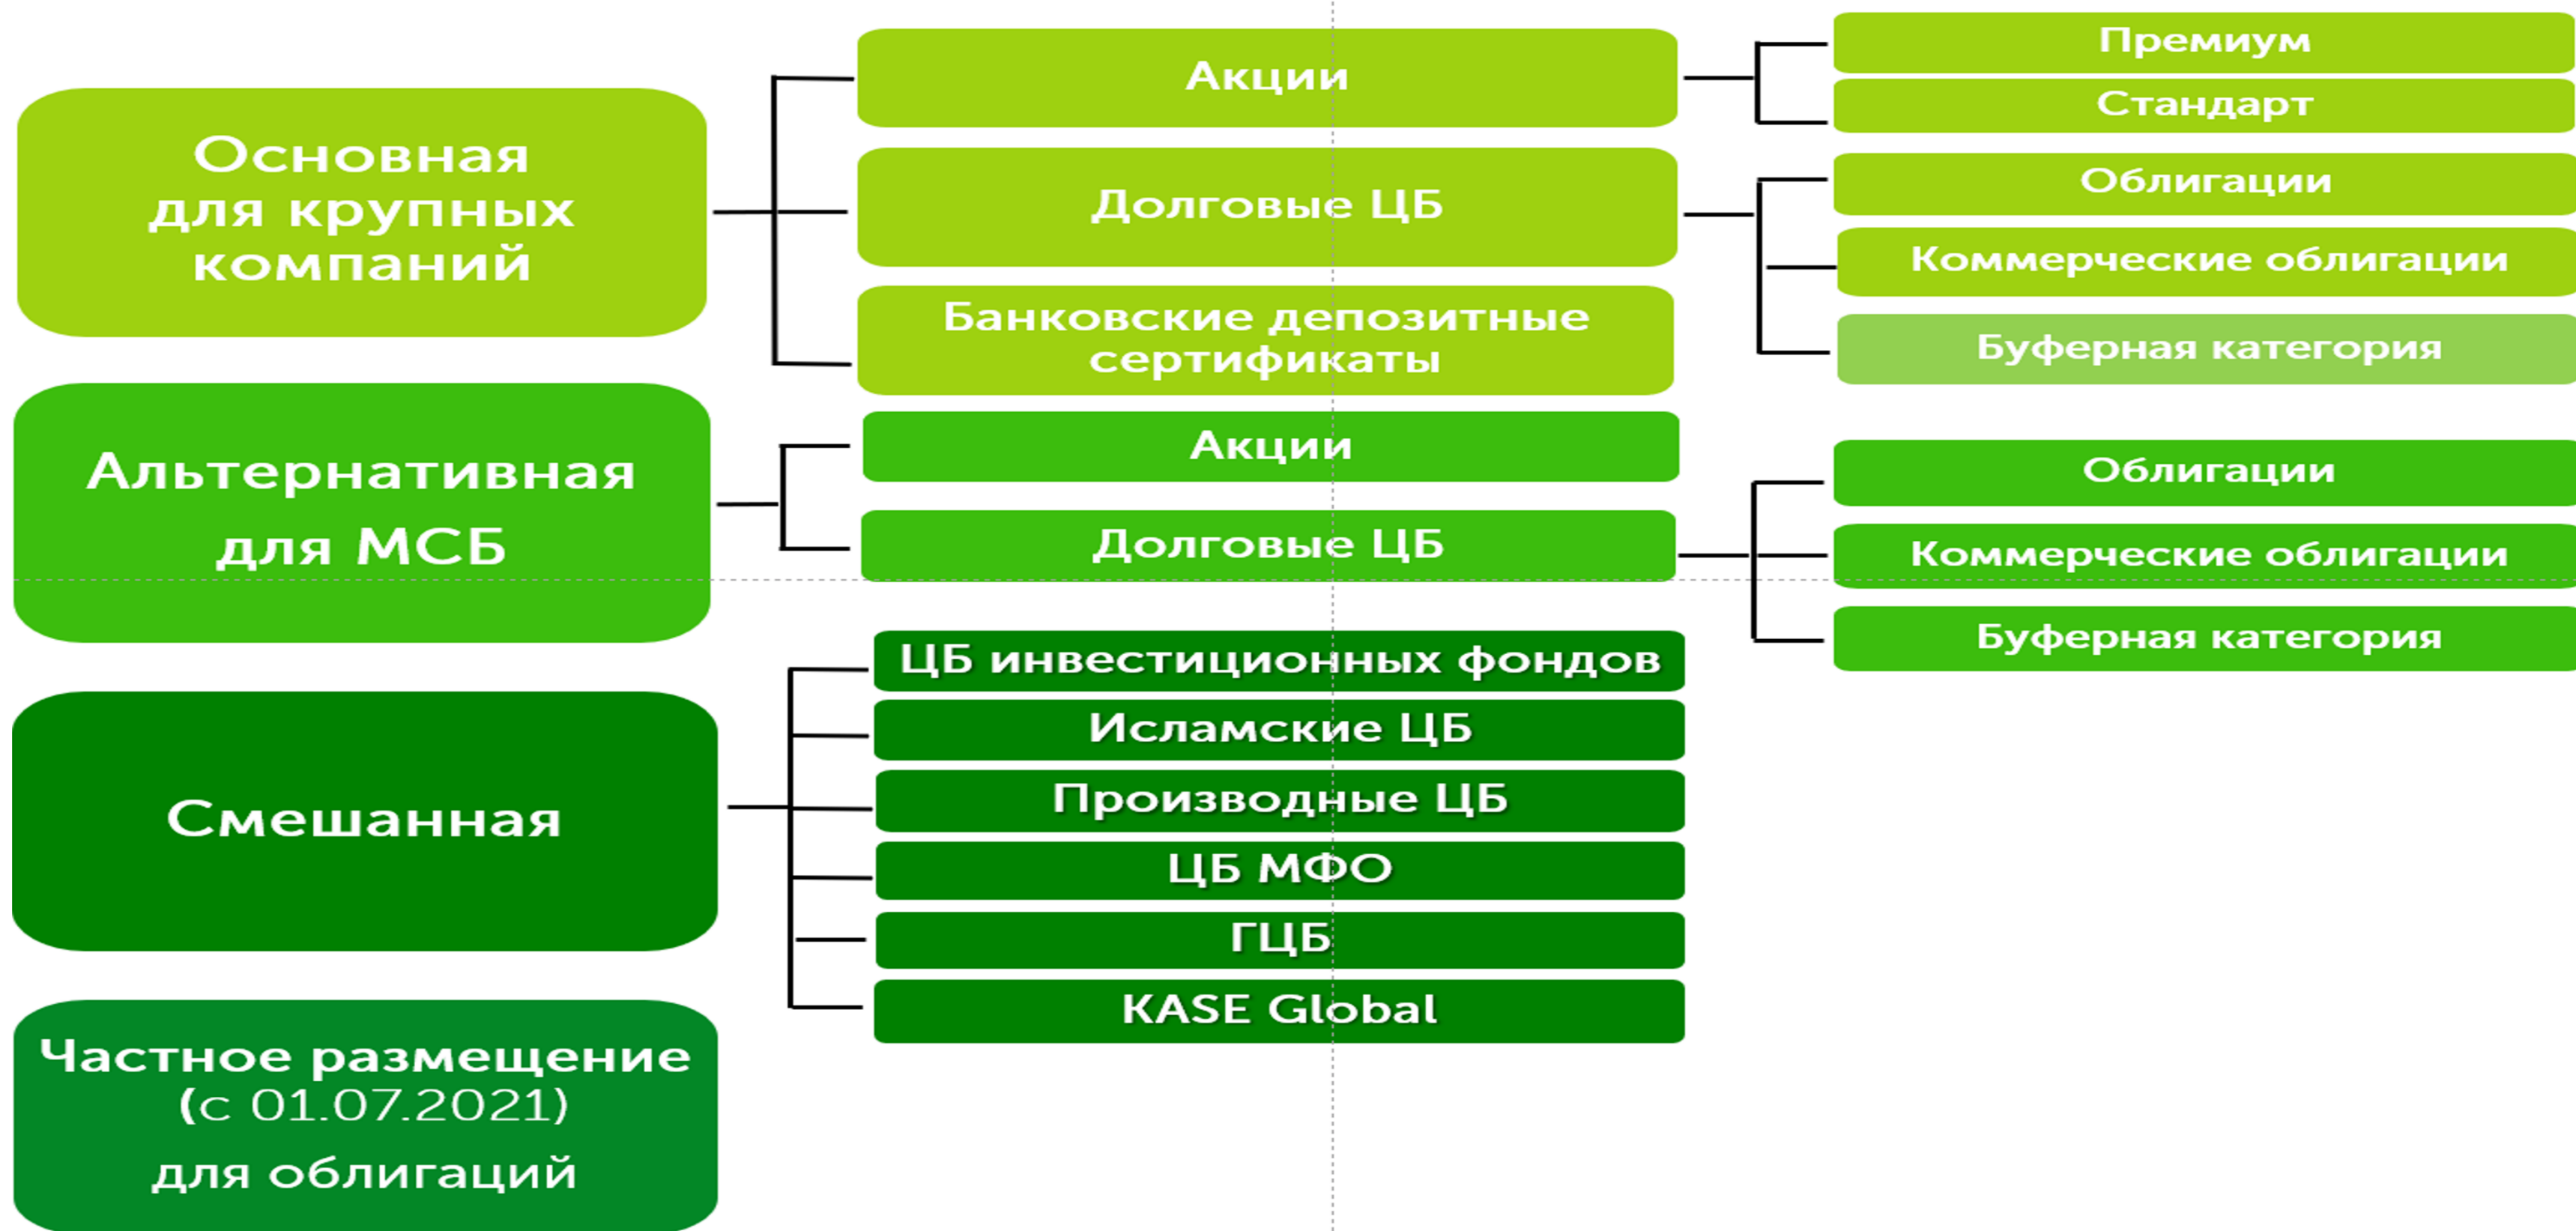 Основная
для крупных
компаний
Акции
Премиум
Стандарт
Долговые ЦБ
Облигации
Коммерческие облигации
Буферная категория
Банковские депозитные
сертификаты
Альтернативная
для МСБ
Акции
Долговые ЦБ
Облигации
Коммерческие облигации
Буферная категория
Смешанная
ЦБ инвестиционных фондов
Исламские ЦБ
Производные ЦБ
ЦБ МФО
ГЦБ
KASE Global
Частное размещение
(с 01.07.2021)
для облигаций